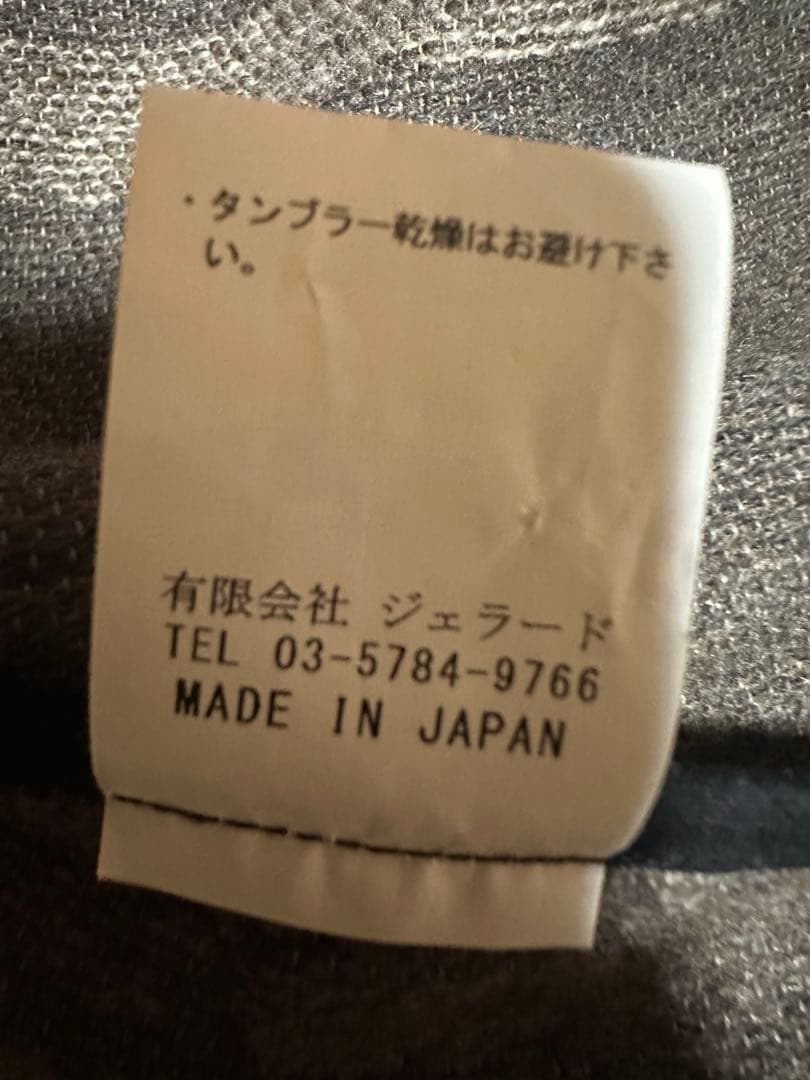 ・タンブラー乾燥はお避け下さ
い。
有限会社 ジェラード
TEL 03-5784-9766
MADE IN JAPAN